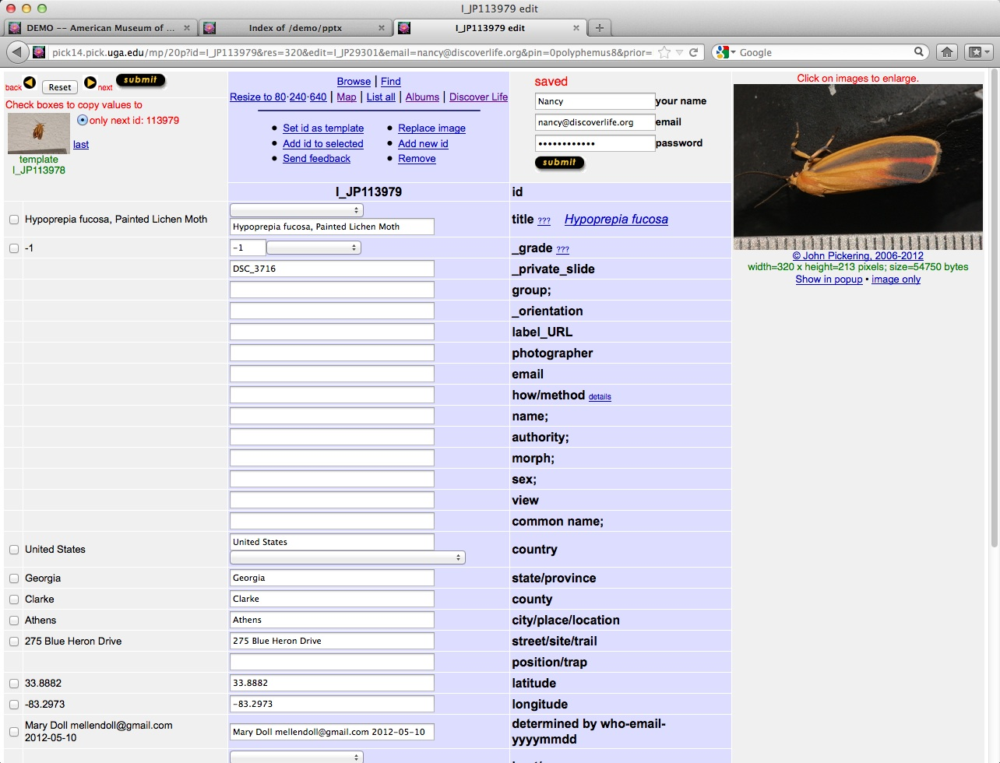 I_JP113979 edit
DEMO -- American Museum of ...
Index of /demo/pptx
I_JP113979 edit
pick14.pick.uga.edu/mp/20p?id=I_JP113979&res=320&edit=I_JP29301&email=nancy@discoverlife.org&pin=0polyphemus8&prior=
Google
back
Reset
next
submit
Check boxes to copy values to
only next id: 113979
last
template
I_JP113978
Browse | Find
Resize to 80·240·640 | Map | List all | Albums | Discover Life
Set id as template
Replace image
Add id to selected
Add new id
Send feedback
Remove
saved
Nancy your name
nancy@discoverlife.org email
•••••••••••• password
submit
Click on images to enlarge.
© John Pickering, 2006-2012
width=320 x height=213 pixels; size=54750 bytes
Show in popup • image only
I_JP113979 id
Hypoprepia fucosa, Painted Lichen Moth
Hypoprepia fucosa, Painted Lichen Moth
title ??? Hypoprepia fucosa
-1 -1 _grade ???
DSC_3716 _private_slide
group;
_orientation
label_URL
photographer
email
how/method details
name;
authority;
morph;
sex;
view
common name;
United States United States country
Georgia Georgia state/province
Clarke Clarke county
Athens Athens city/place/location
275 Blue Heron Drive 275 Blue Heron Drive street/site/trail
position/trap
33.8882 33.8882 latitude
-83.2973 -83.2973 longitude
Mary Doll mellendoll@gmail.com
2012-05-10
Mary Doll mellendoll@gmail.com 2012-05-10
determined by who-email-
yyyymmdd